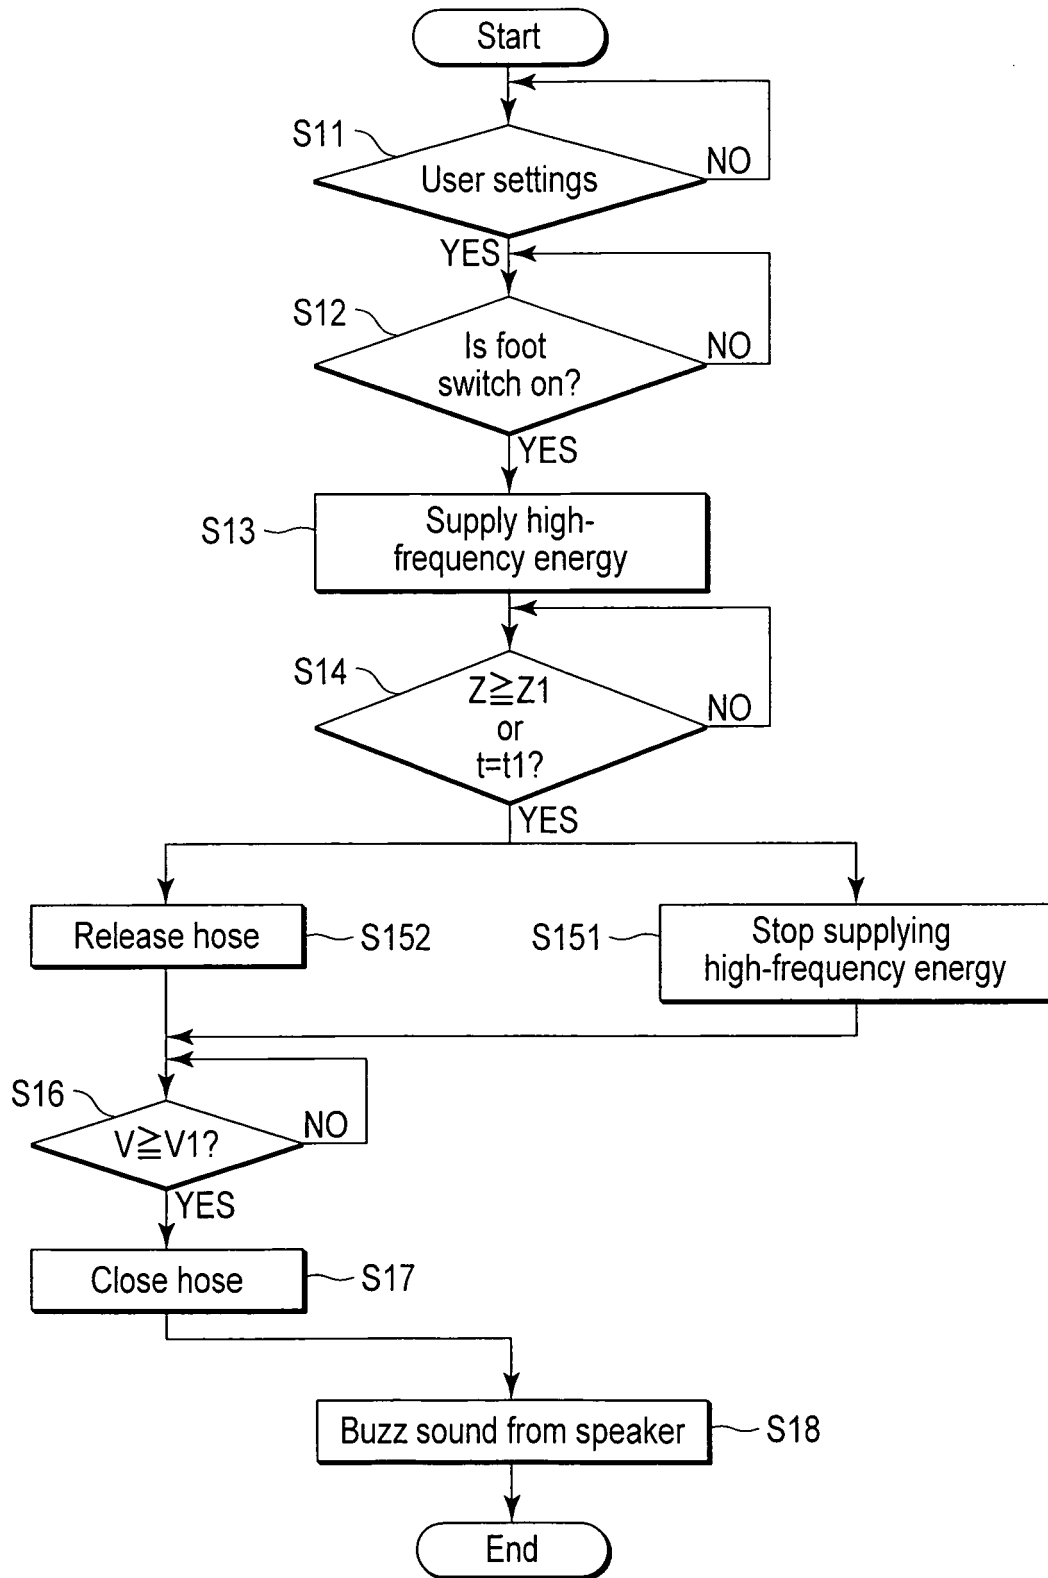 Start
S11
User settings
NO
YES
S12
Is foot
switch on?
NO
YES
S13
Supply high-
frequency energy
S14
Z≧Z1
or
t=t1?
NO
YES
Release hose
S152
S151
Stop supplying
high-frequency energy
S16
V≧V1?
NO
YES
Close hose
S17
Buzz sound from speaker
S18
End